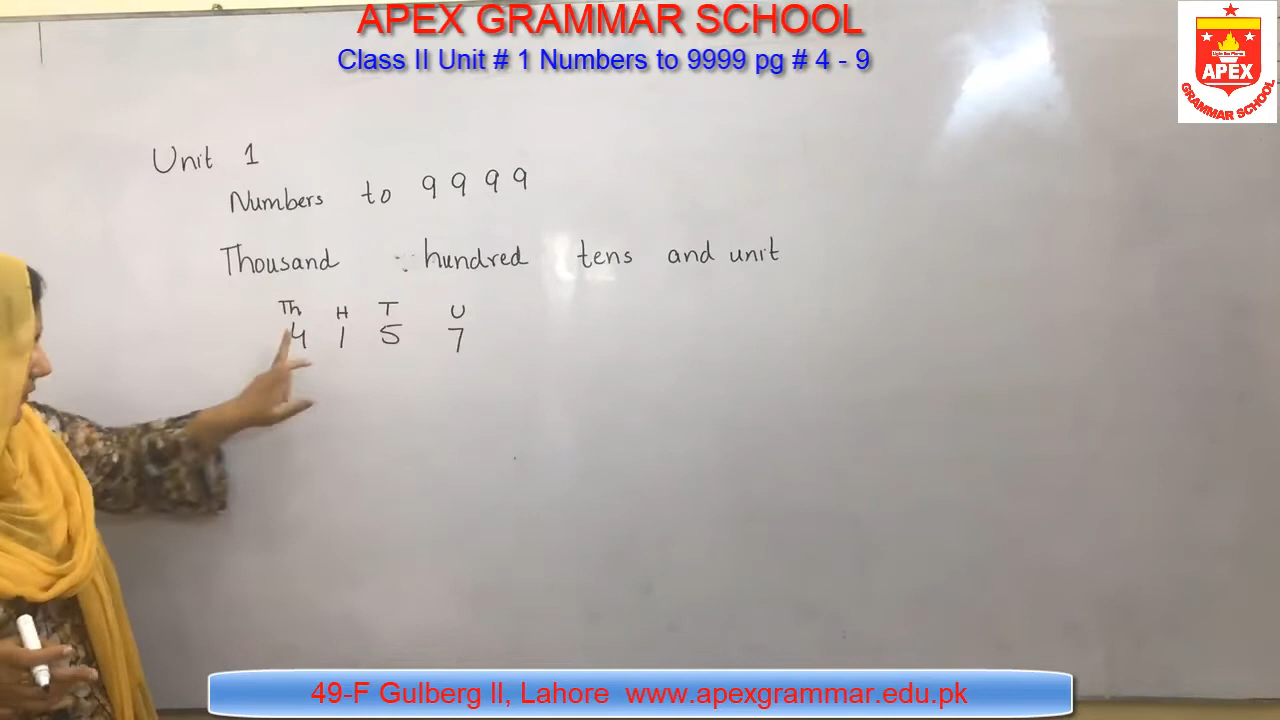 APEX GRAMMAR SCHOOL
Class II Unit # 1 Numbers to 9999 pg # 4 - 9
APEX
GRAMMAR SCHOOL
Unit 1
Numbers to 9999
Thousand hundred tens and unit
Th H T U
4 1 5 7
49-F Gulberg II, Lahore www.apexgrammar.edu.pk